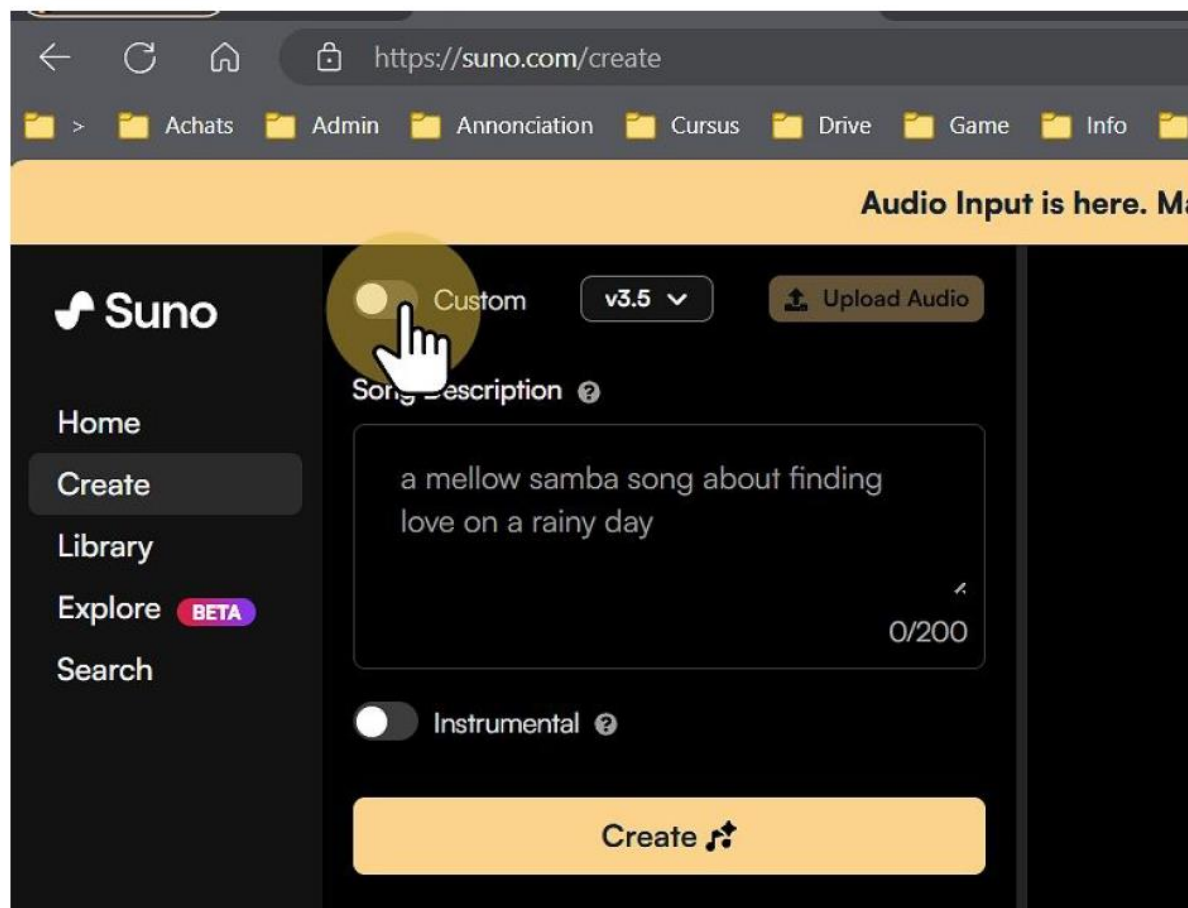 https://suno.com/create
> Achats Admin Annonciation Cursus Drive Game Info
Audio Input is here.
Suno
Custom v3.5 Upload Audio
Song Description ?
Home
Create
Library
Explore BETA
Search
a mellow samba song about finding
love on a rainy day
0/200
Instrumental ?
Create